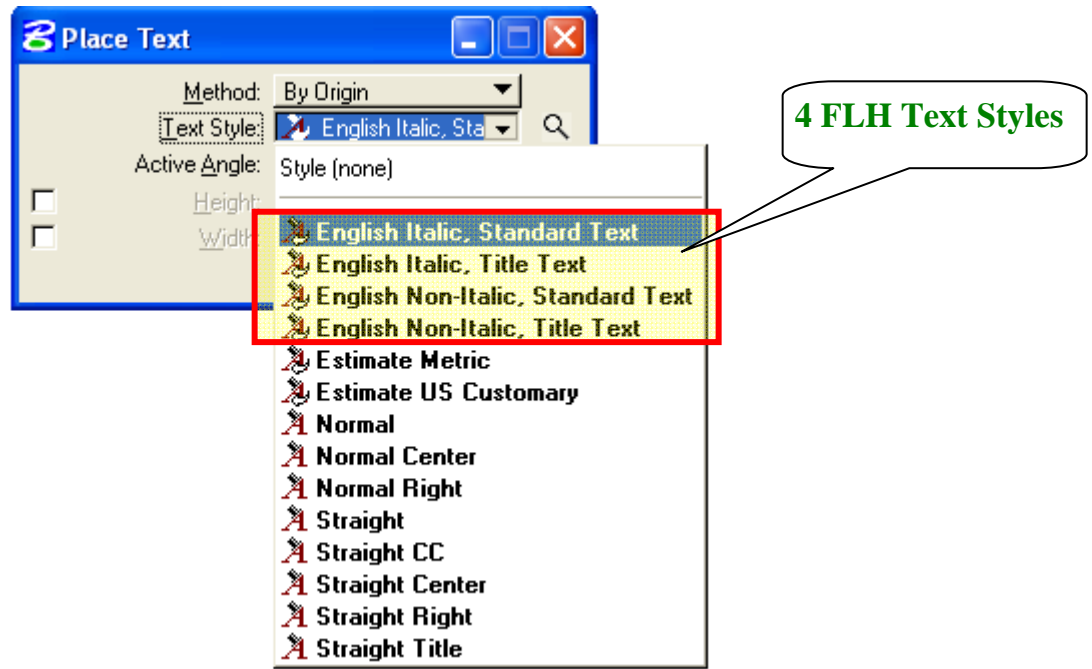 Place Text
Method: By Origin
Text Style: English Italic, Sta
4 FLH Text Styles
Active Angle:
Style (none)
Height:
Width:
English Italic, Standard Text
English Italic, Title Text
English Non-Italic, Standard Text
English Non-Italic, Title Text
Estimate Metric
Estimate US Customary
Normal
Normal Center
Normal Right
Straight
Straight CC
Straight Center
Straight Right
Straight Title